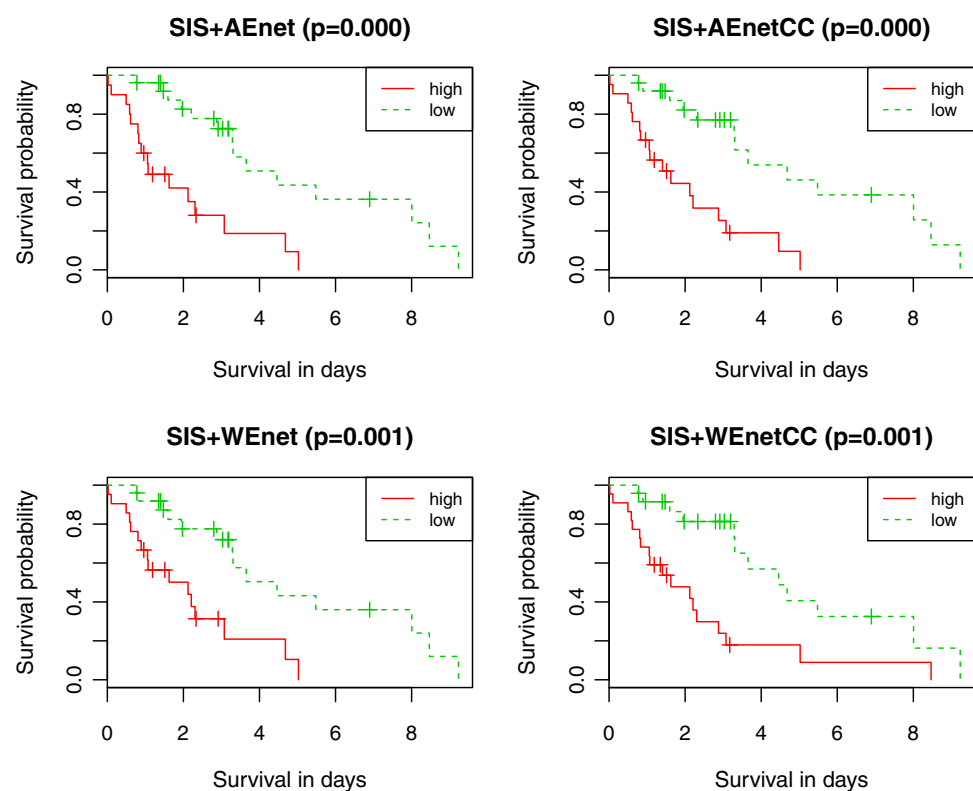 SIS+AEnet (p=0.000)
Survival probability
0.0 0.4 0.8
high
low
0 2 4 6 8
Survival in days
SIS+AEnetCC (p=0.000)
Survival probability
0.0 0.4 0.8
high
low
0 2 4 6 8
Survival in days
SIS+WEnet (p=0.001)
Survival probability
0.0 0.4 0.8
high
low
0 2 4 6 8
Survival in days
SIS+WEnetCC (p=0.001)
Survival probability
0.0 0.4 0.8
high
low
0 2 4 6 8
Survival in days